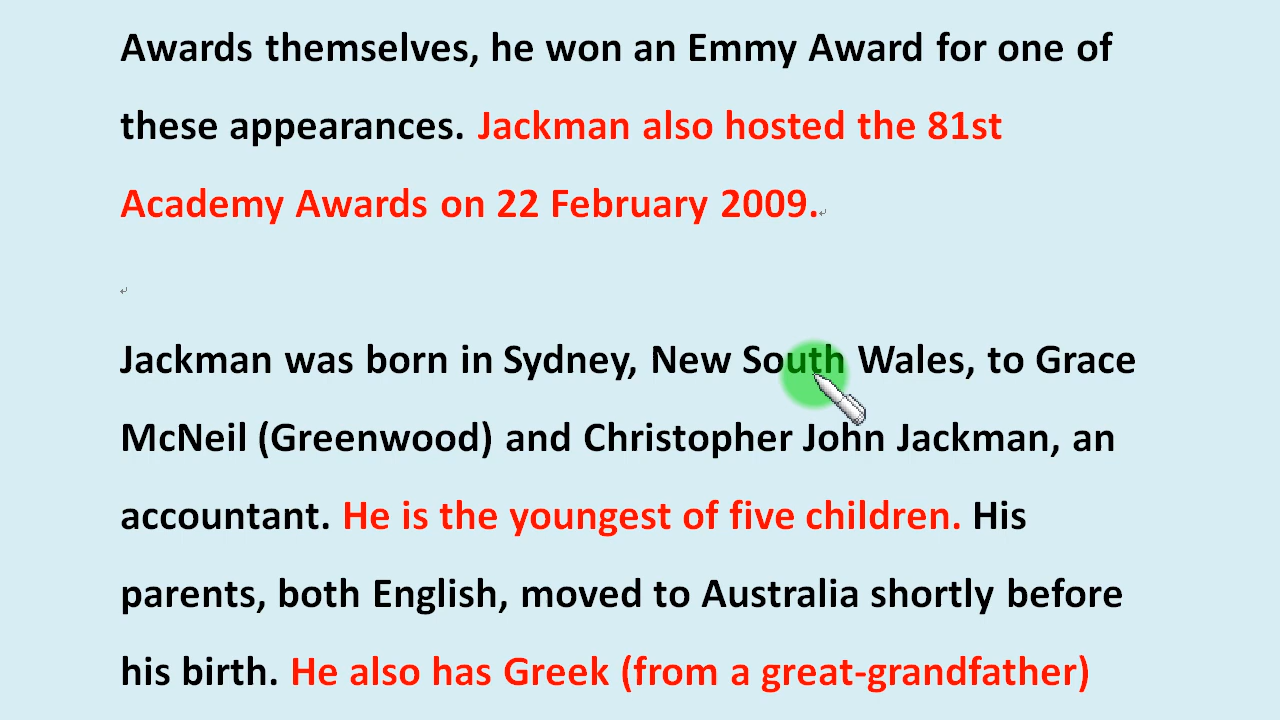 Awards themselves, he won an Emmy Award for one of
these appearances. Jackman also hosted the 81st
Academy Awards on 22 February 2009.
Jackman was born in Sydney, New South Wales, to Grace
McNeil (Greenwood) and Christopher John Jackman, an
accountant. He is the youngest of five children. His
parents, both English, moved to Australia shortly before
his birth. He also has Greek (from a great-grandfather)